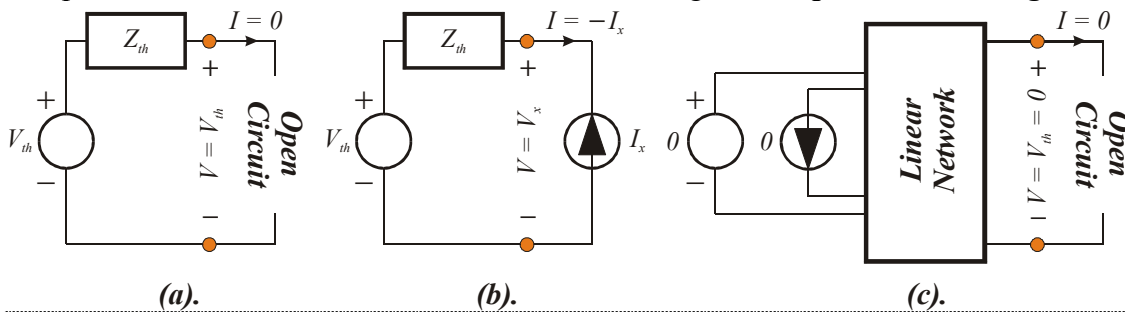 I = 0
Z_th
+
+
V_th
V = V_th
Open
Circuit
−
−
(a).
I = −I_x
Z_th
+
+
V_th
V = V_x
I_x
−
−
(b).
I = 0
+
+
0
0
Linear
Network
V = V_th = 0
Open
Circuit
−
−
(c).